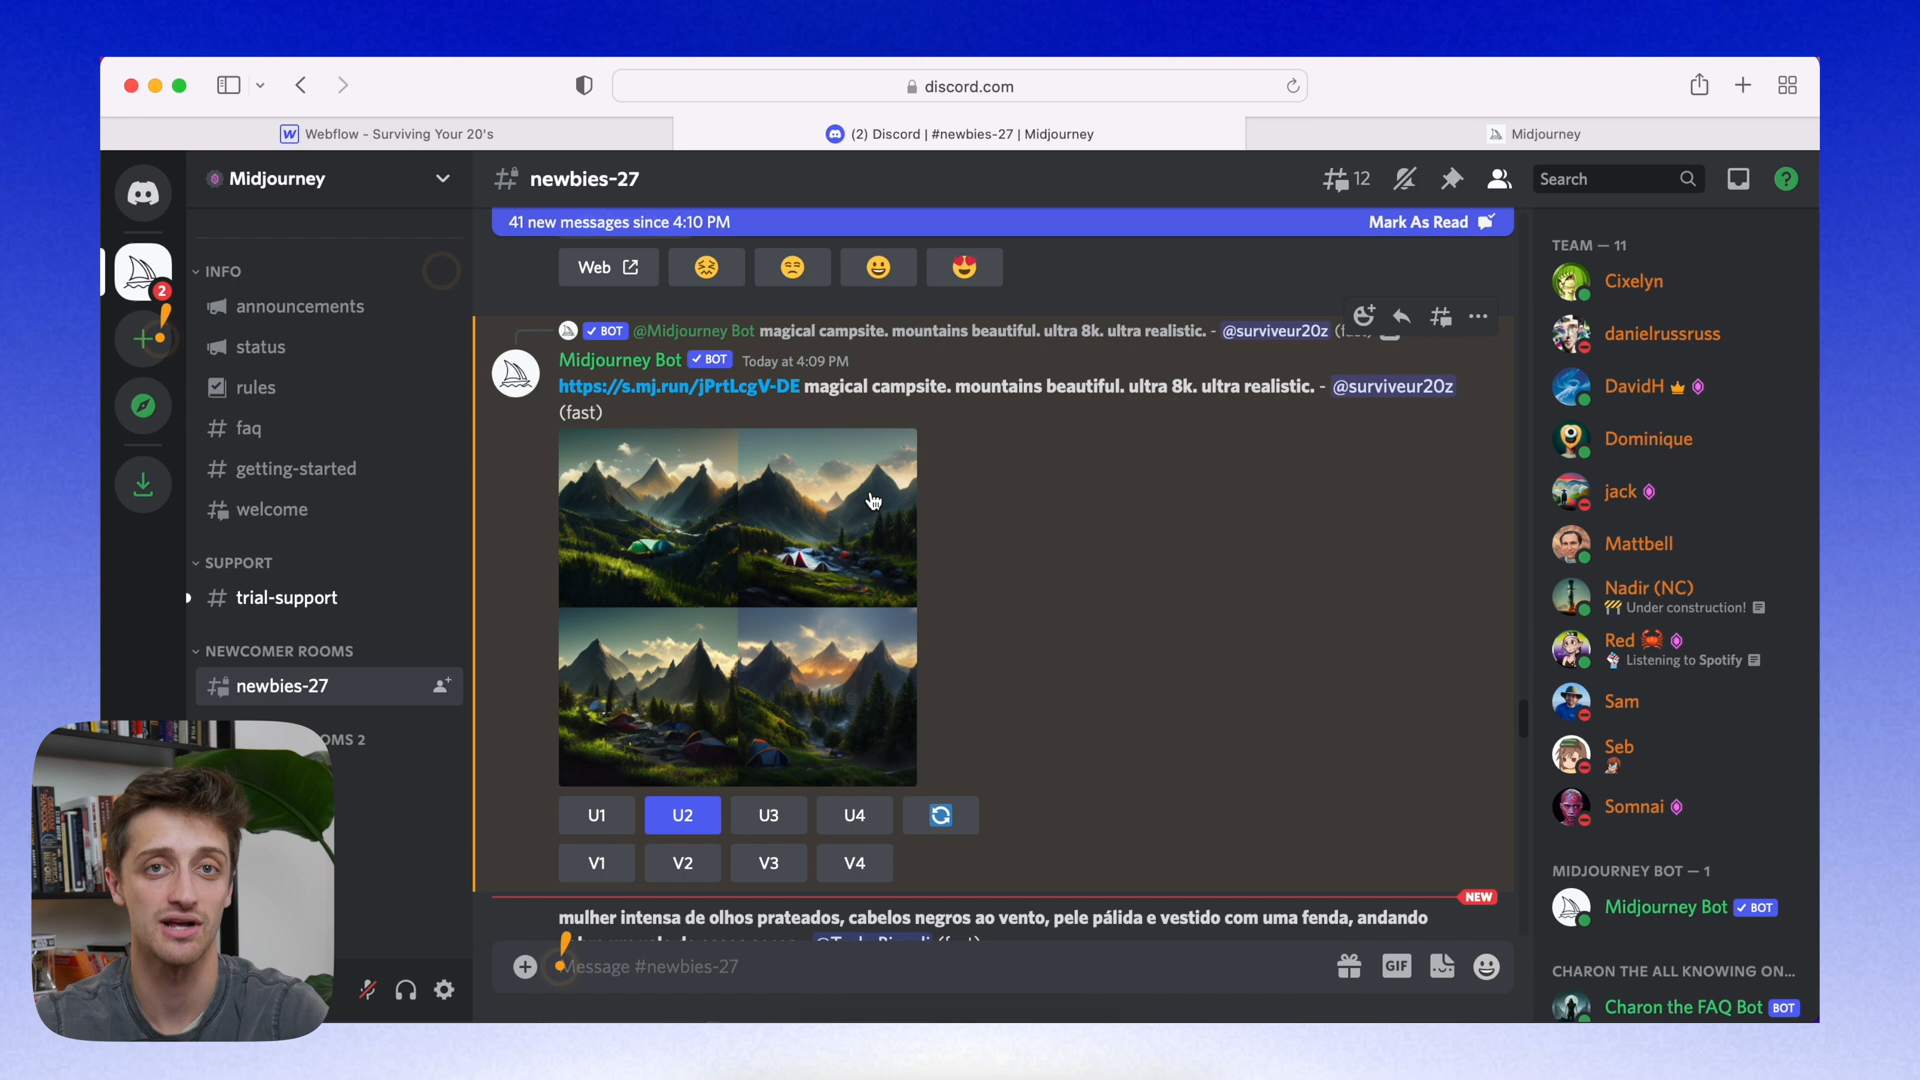 discord.com
W Webflow - Surviving Your 20's
(2) Discord | #newbies-27 | Midjourney
Midjourney
Midjourney
newbies-27
12
Search
41 new messages since 4:10 PM
Mark As Read
Web
2
INFO
announcements
status
rules
faq
getting-started
welcome
SUPPORT
trial-support
NEWCOMER ROOMS
newbies-27
OMS 2
BOT @Midjourney Bot magical campsite. mountains beautiful. ultra 8k. ultra realistic. - @surviveur20z
Midjourney Bot BOT Today at 4:09 PM
https://s.mj.run/jPrtLcgV-DE magical campsite. mountains beautiful. ultra 8k. ultra realistic. - @surviveur20z
(fast)
U1 U2 U3 U4
V1 V2 V3 V4
NEW
mulher intensa de olhos prateados, cabelos negros ao vento, pele pálida e vestido com uma fenda, andando
Message #newbies-27
GIF
TEAM — 11
Cixelyn
danielrussruss
DavidH
Dominique
jack
Mattbell
Nadir (NC)
Under construction!
Red
Listening to Spotify
Sam
Seb
Somnai
MIDJOURNEY BOT — 1
Midjourney Bot BOT
CHARON THE ALL KNOWING ON...
Charon the FAQ Bot BOT